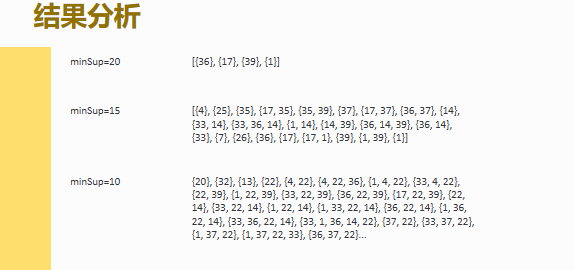 结果分析
minSup=20
[{36}, {17}, {39}, {1}]
minSup=15
[{4}, {25}, {35}, {17, 35}, {35, 39}, {37}, {17, 37}, {36, 37}, {14},
{33, 14}, {33, 36, 14}, {1, 14}, {14, 39}, {36, 14, 39}, {36, 14},
{33}, {7}, {26}, {36}, {17}, {17, 1}, {39}, {1, 39}, {1}]
minSup=10
{20}, {32}, {13}, {22}, {4, 22}, {4, 22, 36}, {1, 4, 22}, {33, 4, 22},
{22, 39}, {1, 22, 39}, {33, 22, 39}, {36, 22, 39}, {17, 22, 39}, {22,
14}, {33, 22, 14}, {1, 22, 14}, {1, 33, 22, 14}, {36, 22, 14}, {1, 36,
22, 14}, {33, 36, 22, 14}, {33, 1, 36, 14, 22}, {37, 22}, {33, 37, 22},
{1, 37, 22}, {1, 37, 22, 33}, {36, 37, 22}...